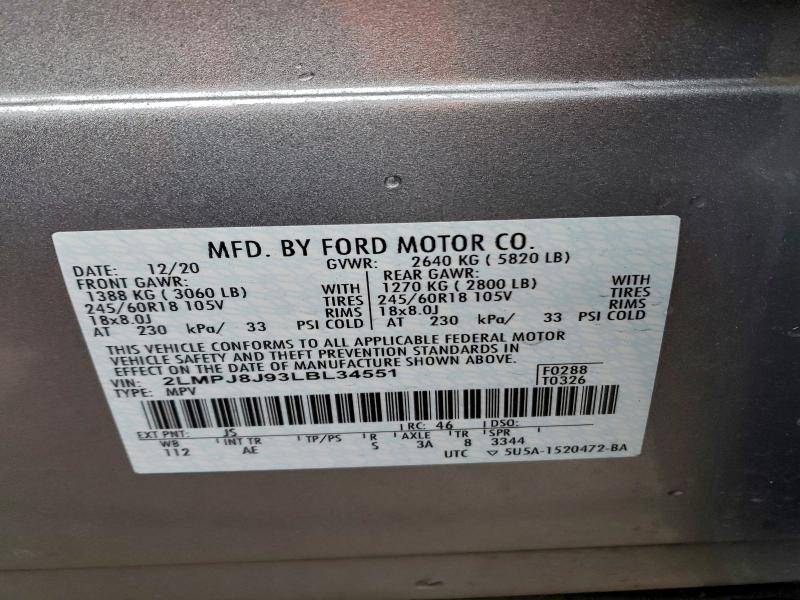 MFD. BY FORD MOTOR CO.
DATE: 12/20 GVWR: 2640 KG ( 5820 LB)
FRONT GAWR: REAR GAWR:
1388 KG ( 3060 LB) WITH 1270 KG ( 2800 LB) WITH
245/60R18 105V TIRES 245/60R18 105V TIRES
18x8.0J RIMS 18x8.0J RIMS
AT 230 kPa/ 33 PSI COLD AT 230 kPa/ 33 PSI COLD
THIS VEHICLE CONFORMS TO ALL APPLICABLE FEDERAL MOTOR
VEHICLE SAFETY AND THEFT PREVENTION STANDARDS IN
EFFECT ON THE DATE OF MANUFACTURE SHOWN ABOVE.
VIN: 2LMPJ8J93LBL34551 F0288
TYPE: MPV T0326
EXT PNT: JS RC: 46 DSO:
WB INT TR TP/PS R AXLE TR SPR
112 AE S 3A 8 3344
UTC ▽ 5U5A-1520472-BA